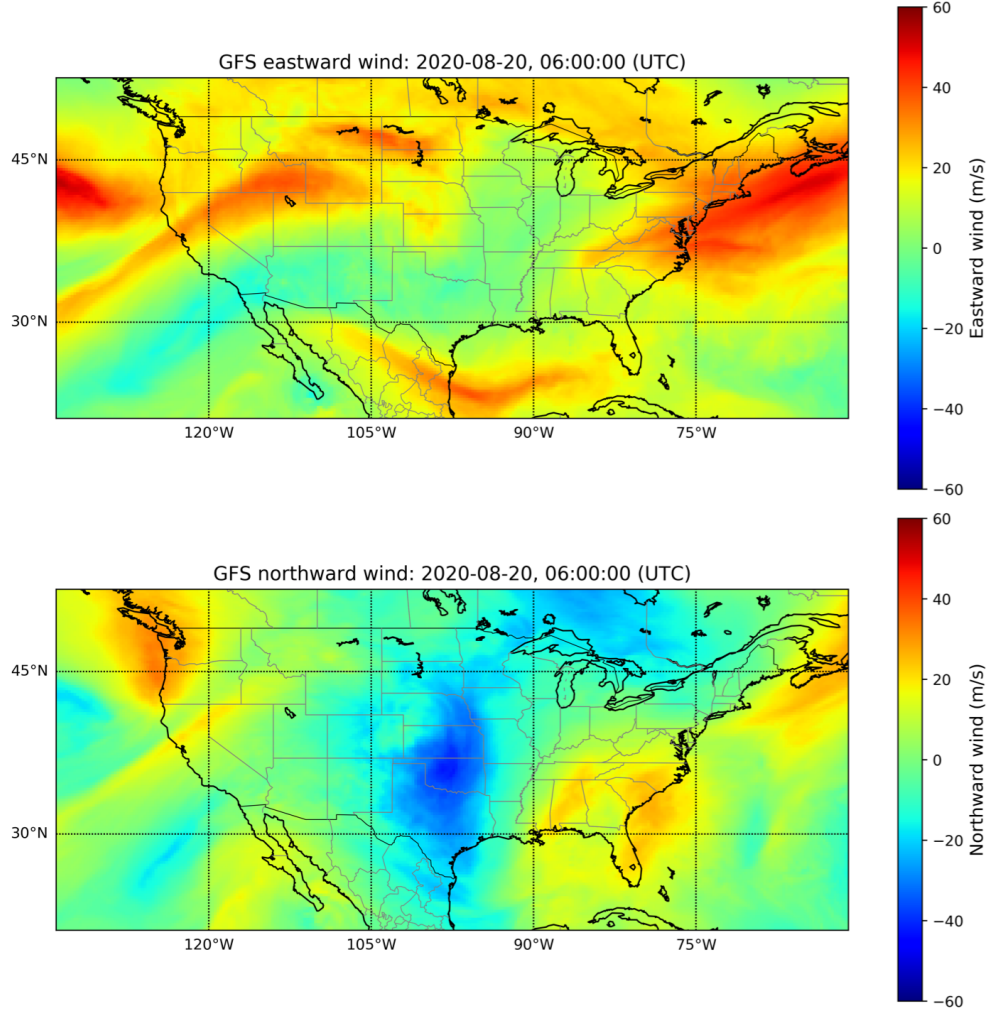 GFS eastward wind: 2020-08-20, 06:00:00 (UTC)
45°N
30°N
120°W 105°W 90°W 75°W
60
40
20
0
−20
−40
−60
Eastward wind (m/s)
GFS northward wind: 2020-08-20, 06:00:00 (UTC)
45°N
30°N
120°W 105°W 90°W 75°W
60
40
20
0
−20
−40
−60
Northward wind (m/s)